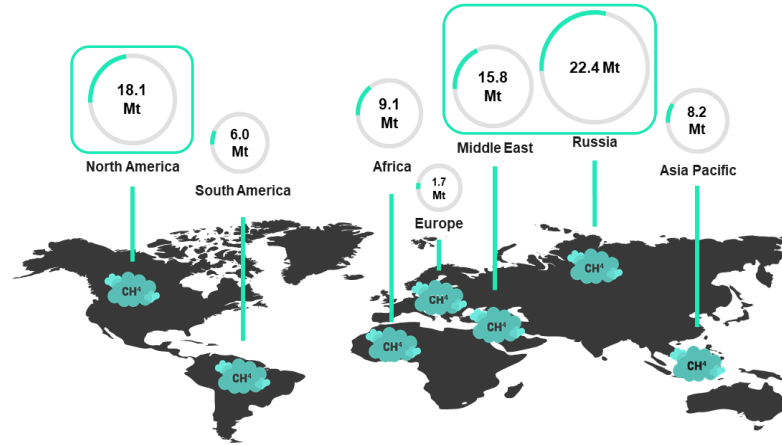 18.1
Mt
North America
6.0
Mt
South America
9.1
Mt
Africa
1.7
Mt
Europe
15.8
Mt
Middle East
22.4 Mt
Russia
8.2
Mt
Asia Pacific
CH⁴
CH⁴
CH⁴
CH⁴
CH⁴
CH⁴
CH⁴